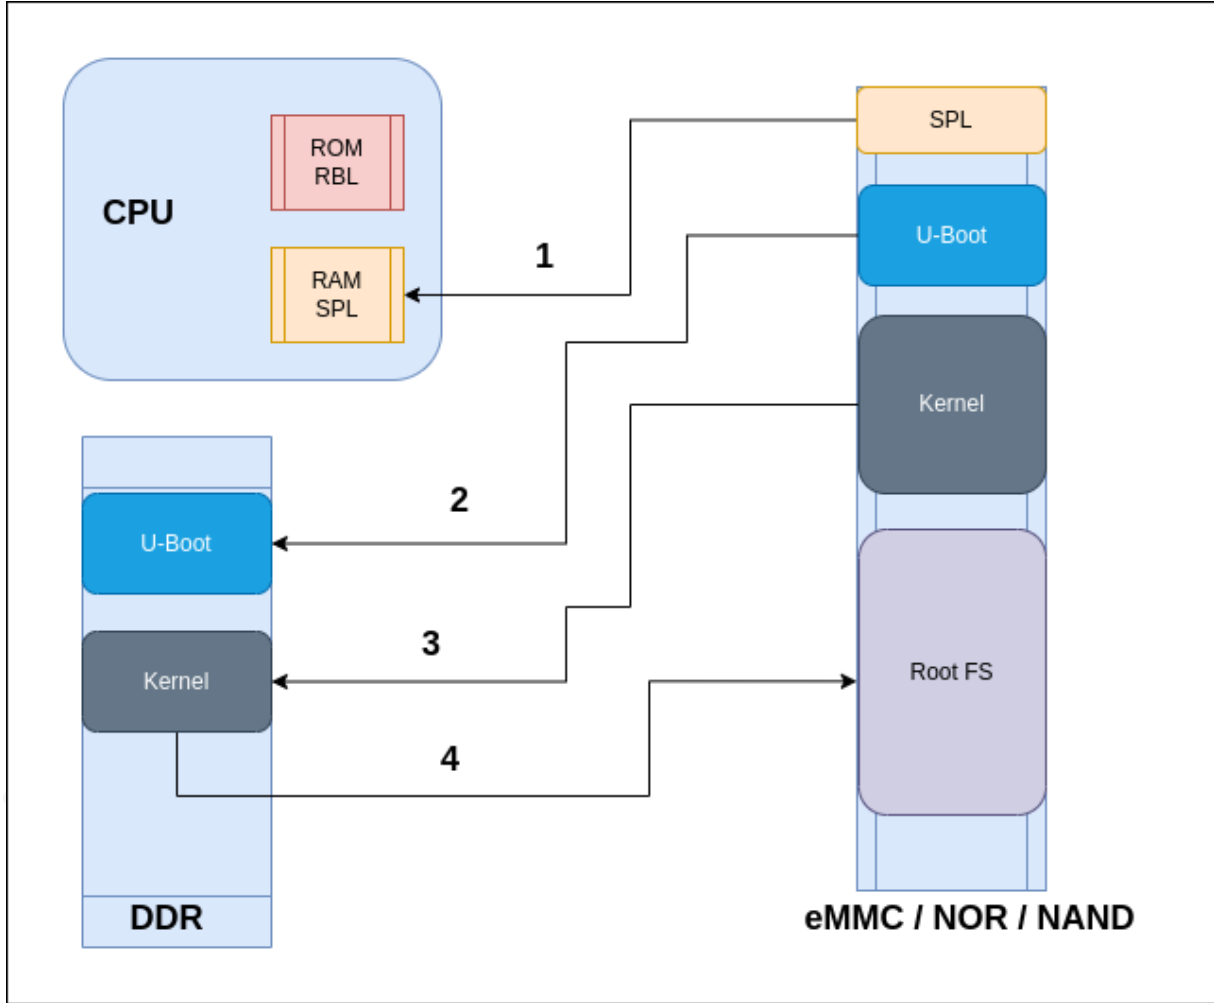 CPU
ROM
RBL
RAM
SPL
1
SPL
U-Boot
Kernel
2
U-Boot
3
Kernel
4
Root FS
DDR
eMMC / NOR / NAND